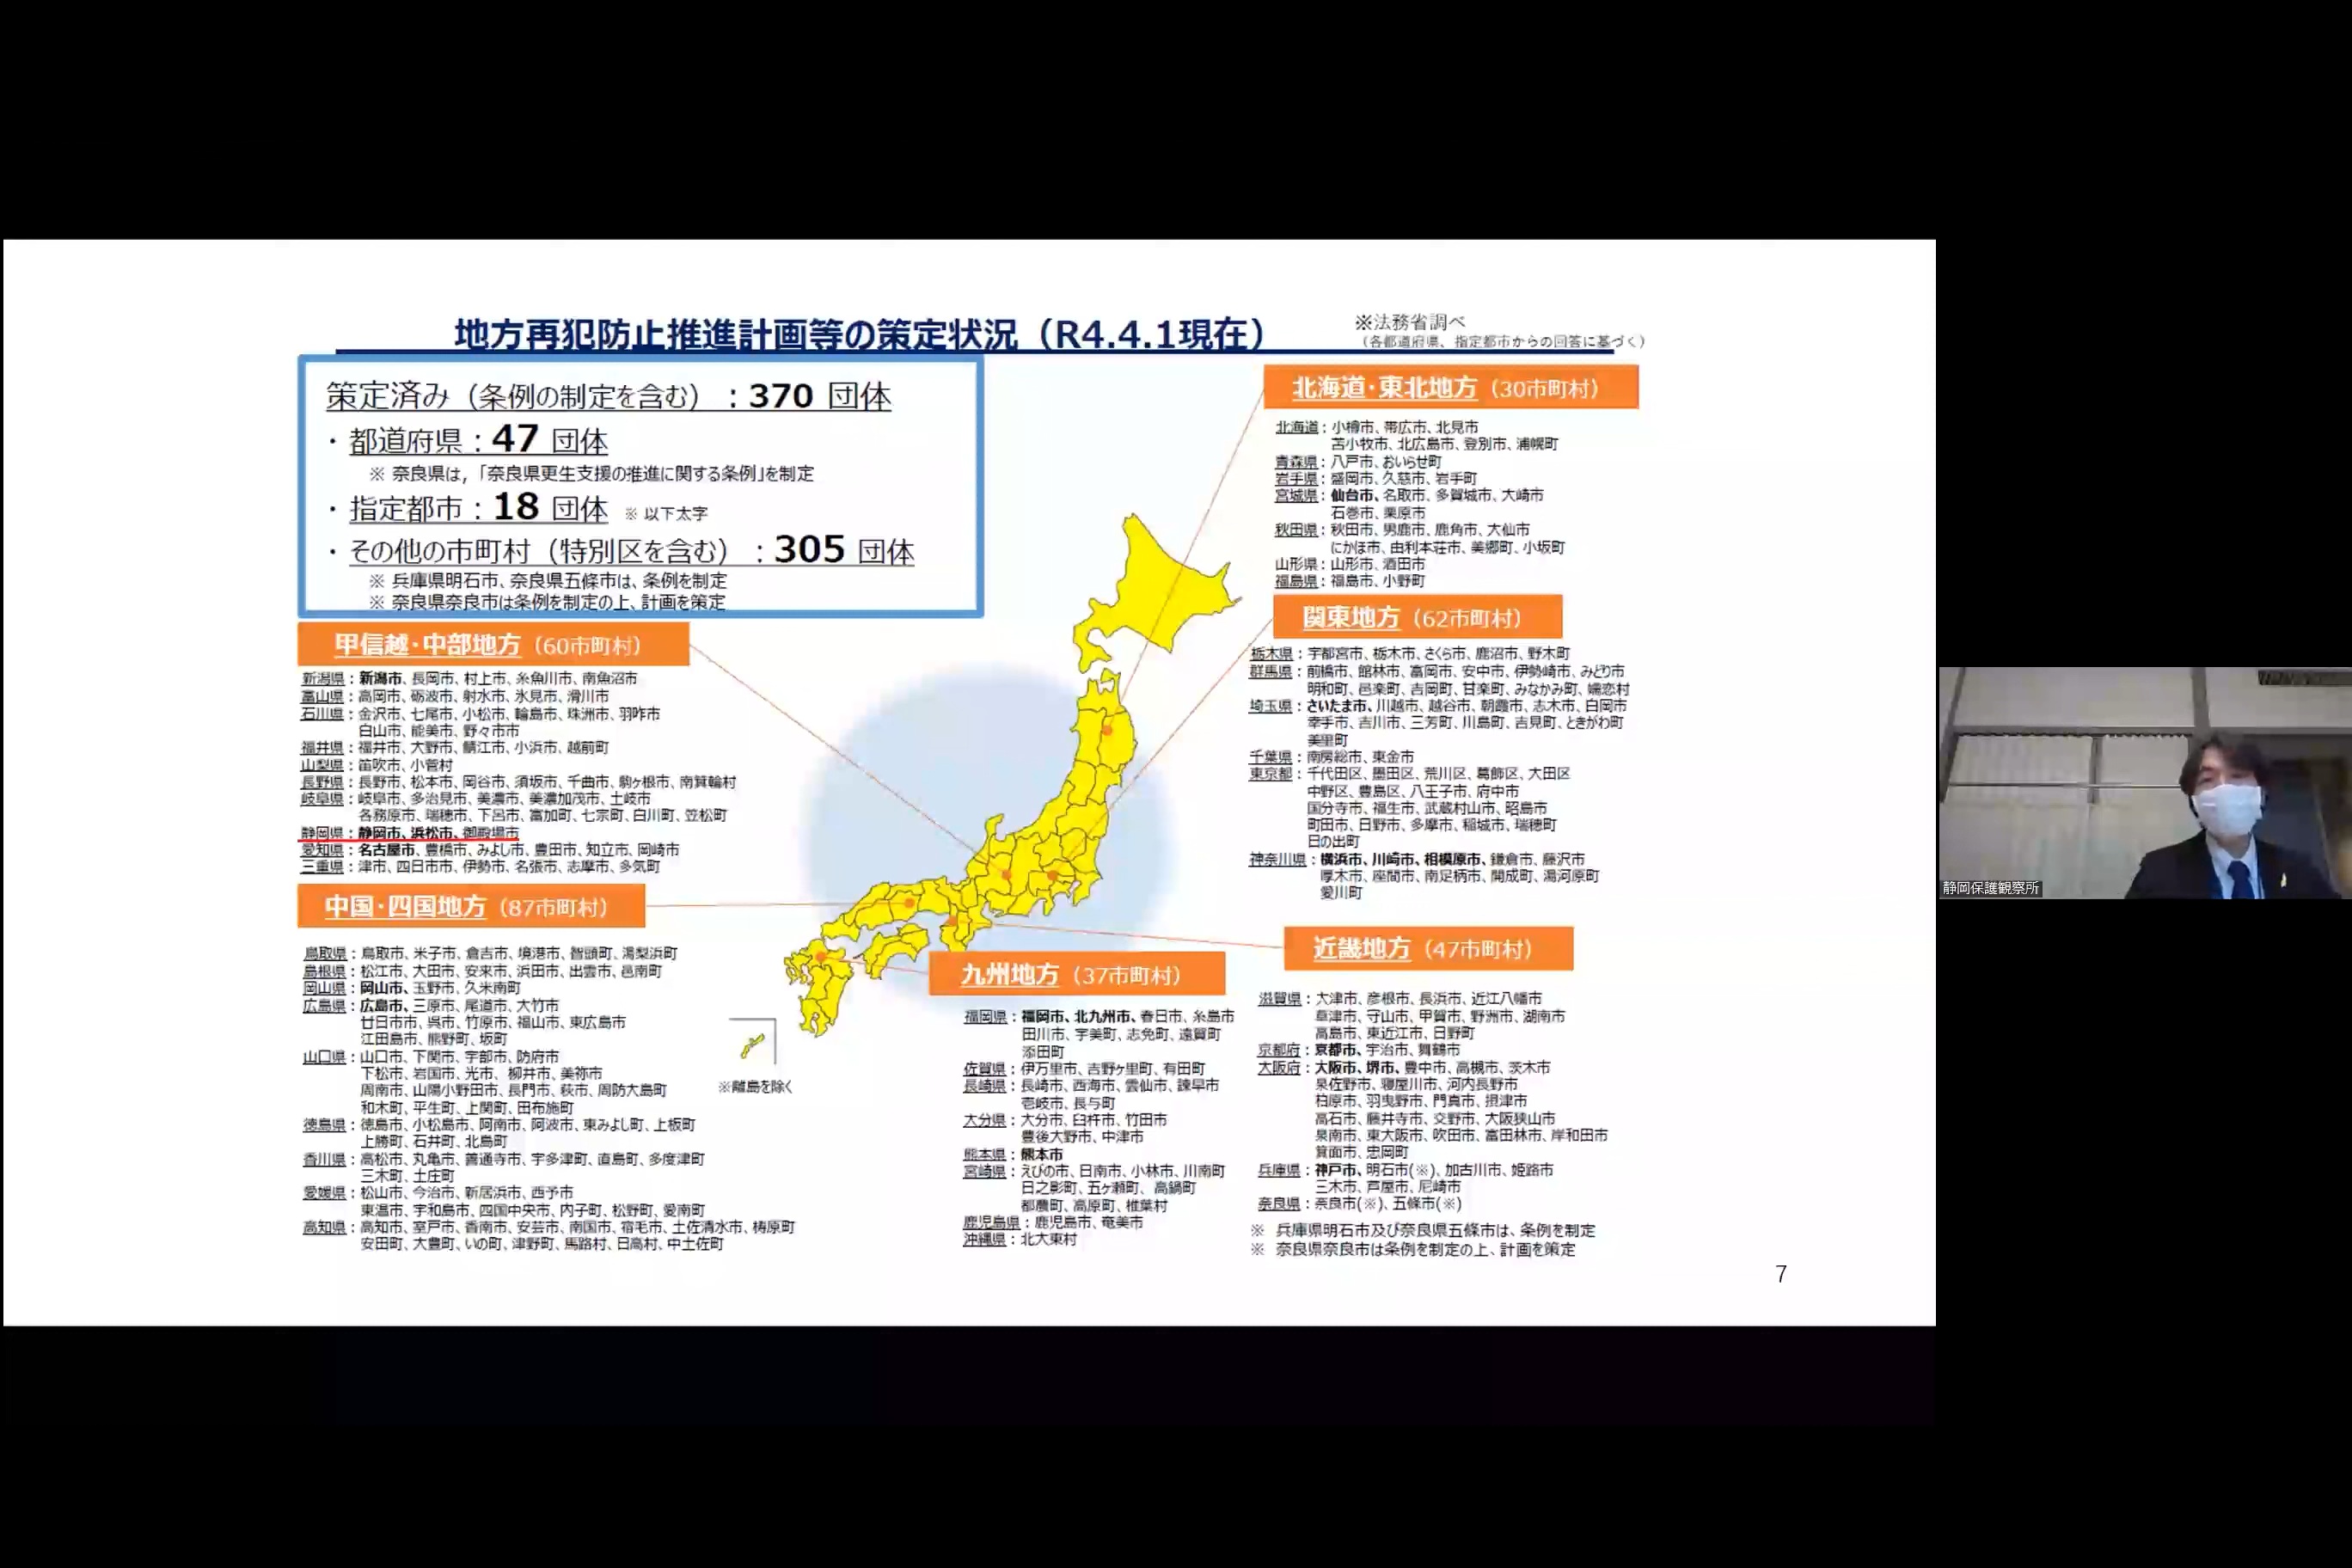 地方再犯防止推進計画等の策定状況（R4.4.1現在）
※法務省調べ
（各都道府県、指定都市からの回答に基づく）
策定済み（条例の制定を含む）：370 団体
・都道府県：47 団体
※ 奈良県は，「奈良県更生支援の推進に関する条例」を制定
・指定都市：18 団体 ※ 以下太字
・その他の市町村（特別区を含む）：305 団体
※ 兵庫県明石市、奈良県五條市は、条例を制定
※ 奈良県奈良市は条例を制定の上、計画を策定
北海道・東北地方（30市町村）
北海道：小樽市、帯広市、北見市
苫小牧市、北広島市、登別市、浦幌町
青森県：八戸市、おいらせ町
岩手県：盛岡市、久慈市、岩手町
宮城県：仙台市、名取市、多賀城市、大崎市
石巻市、栗原市
秋田県：秋田市、男鹿市、鹿角市、大仙市
にかほ市、由利本荘市、美郷町、小坂町
山形県：山形市、酒田市
福島県：福島市、小野町
関東地方（62市町村）
栃木県：宇都宮市、栃木市、さくら市、鹿沼市、野木町
群馬県：前橋市、館林市、富岡市、安中市、伊勢崎市、みどり市
明和町、邑楽町、吉岡町、甘楽町、みなかみ町、嬬恋村
埼玉県：さいたま市、川越市、越谷市、朝霞市、志木市、白岡市
幸手市、吉川市、三芳町、川島町、吉見町、ときがわ町
美里町
千葉県：南房総市、東金市
東京都：千代田区、墨田区、荒川区、葛飾区、大田区
中野区、豊島区、八王子市、府中市
国分寺市、福生市、武蔵村山市、昭島市
町田市、日野市、多摩市、稲城市、瑞穂町
日の出町
神奈川県：横浜市、川崎市、相模原市、鎌倉市、藤沢市
厚木市、座間市、南足柄市、開成町、湯河原町
愛川町
甲信越・中部地方（60市町村）
新潟県：新潟市、長岡市、村上市、糸魚川市、南魚沼市
富山県：高岡市、砺波市、射水市、氷見市、滑川市
石川県：金沢市、七尾市、小松市、輪島市、珠洲市、羽咋市
白山市、能美市、野々市市
福井県：福井市、大野市、鯖江市、小浜市、越前町
山梨県：笛吹市、小菅村
長野県：長野市、松本市、岡谷市、須坂市、千曲市、駒ヶ根市、南箕輪村
岐阜県：岐阜市、多治見市、美濃市、美濃加茂市、土岐市
各務原市、瑞穂市、下呂市、富加町、七宗町、白川町、笠松町
静岡県：静岡市、浜松市、御殿場市
愛知県：名古屋市、豊橋市、みよし市、豊田市、知立市、岡崎市
三重県：津市、四日市市、伊勢市、名張市、志摩市、多気町
中国・四国地方（87市町村）
鳥取県：鳥取市、米子市、倉吉市、境港市、智頭町、湯梨浜町
島根県：松江市、大田市、安来市、浜田市、出雲市、邑南町
岡山県：岡山市、玉野市、久米南町
広島県：広島市、三原市、尾道市、大竹市
廿日市市、呉市、竹原市、福山市、東広島市
江田島市、熊野町、坂町
山口県：山口市、下関市、宇部市、防府市
下松市、岩国市、光市、柳井市、美祢市
周南市、山陽小野田市、長門市、萩市、周防大島町
和木町、平生町、上関町、田布施町
徳島県：徳島市、小松島市、阿南市、阿波市、東みよし町、上板町
上勝町、石井町、北島町
香川県：高松市、丸亀市、善通寺市、宇多津町、直島町、多度津町
三木町、土庄町
愛媛県：松山市、今治市、新居浜市、西予市
東温市、宇和島市、四国中央市、内子町、松野町、愛南町
高知県：高知市、室戸市、香南市、安芸市、南国市、宿毛市、土佐清水市、梼原町
安田町、大豊町、いの町、津野町、馬路村、日高村、中土佐町
※離島を除く
九州地方（37市町村）
福岡県：福岡市、北九州市、春日市、糸島市
田川市、宇美町、志免町、遠賀町
添田町
佐賀県：伊万里市、吉野ヶ里町、有田町
長崎県：長崎市、西海市、雲仙市、諫早市
壱岐市、長与町
大分県：大分市、臼杵市、竹田市
豊後大野市、中津市
熊本県：熊本市
宮崎県：えびの市、日南市、小林市、川南町
日之影町、五ヶ瀬町、高鍋町
都農町、高原町、椎葉村
鹿児島県：鹿児島市、奄美市
沖縄県：北大東村
近畿地方（47市町村）
滋賀県：大津市、彦根市、長浜市、近江八幡市
草津市、守山市、甲賀市、野洲市、湖南市
高島市、東近江市、日野町
京都府：京都市、宇治市、舞鶴市
大阪府：大阪市、堺市、豊中市、高槻市、茨木市
泉佐野市、寝屋川市、河内長野市
柏原市、羽曳野市、門真市、摂津市
高石市、藤井寺市、交野市、大阪狭山市
泉南市、東大阪市、吹田市、富田林市、岸和田市
箕面市、忠岡町
兵庫県：神戸市、明石市(※)、加古川市、姫路市
三木市、芦屋市、尼崎市
奈良県：奈良市(※)、五條市(※)
※ 兵庫県明石市及び奈良県五條市は、条例を制定
※ 奈良県奈良市は条例を制定の上、計画を策定
7
静岡保護観察所